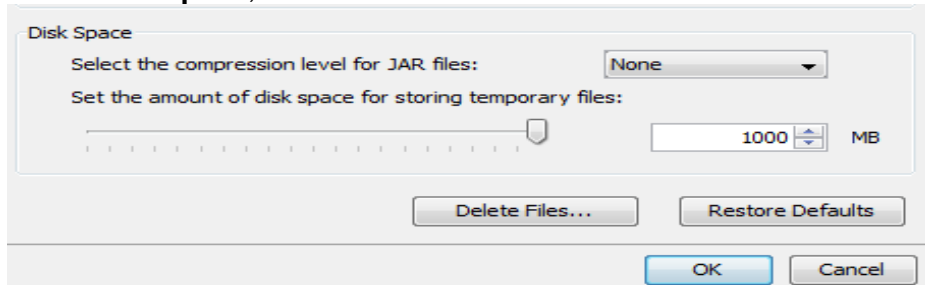 Disk Space
Select the compression level for JAR files: None
Set the amount of disk space for storing temporary files:
1000 MB
Delete Files... Restore Defaults
OK Cancel